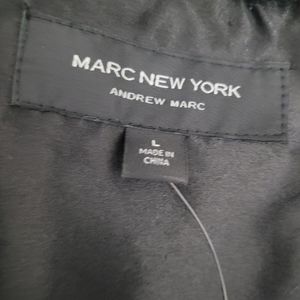 MARC NEW YORK
ANDREW MARC
L
MADE IN
CHINA